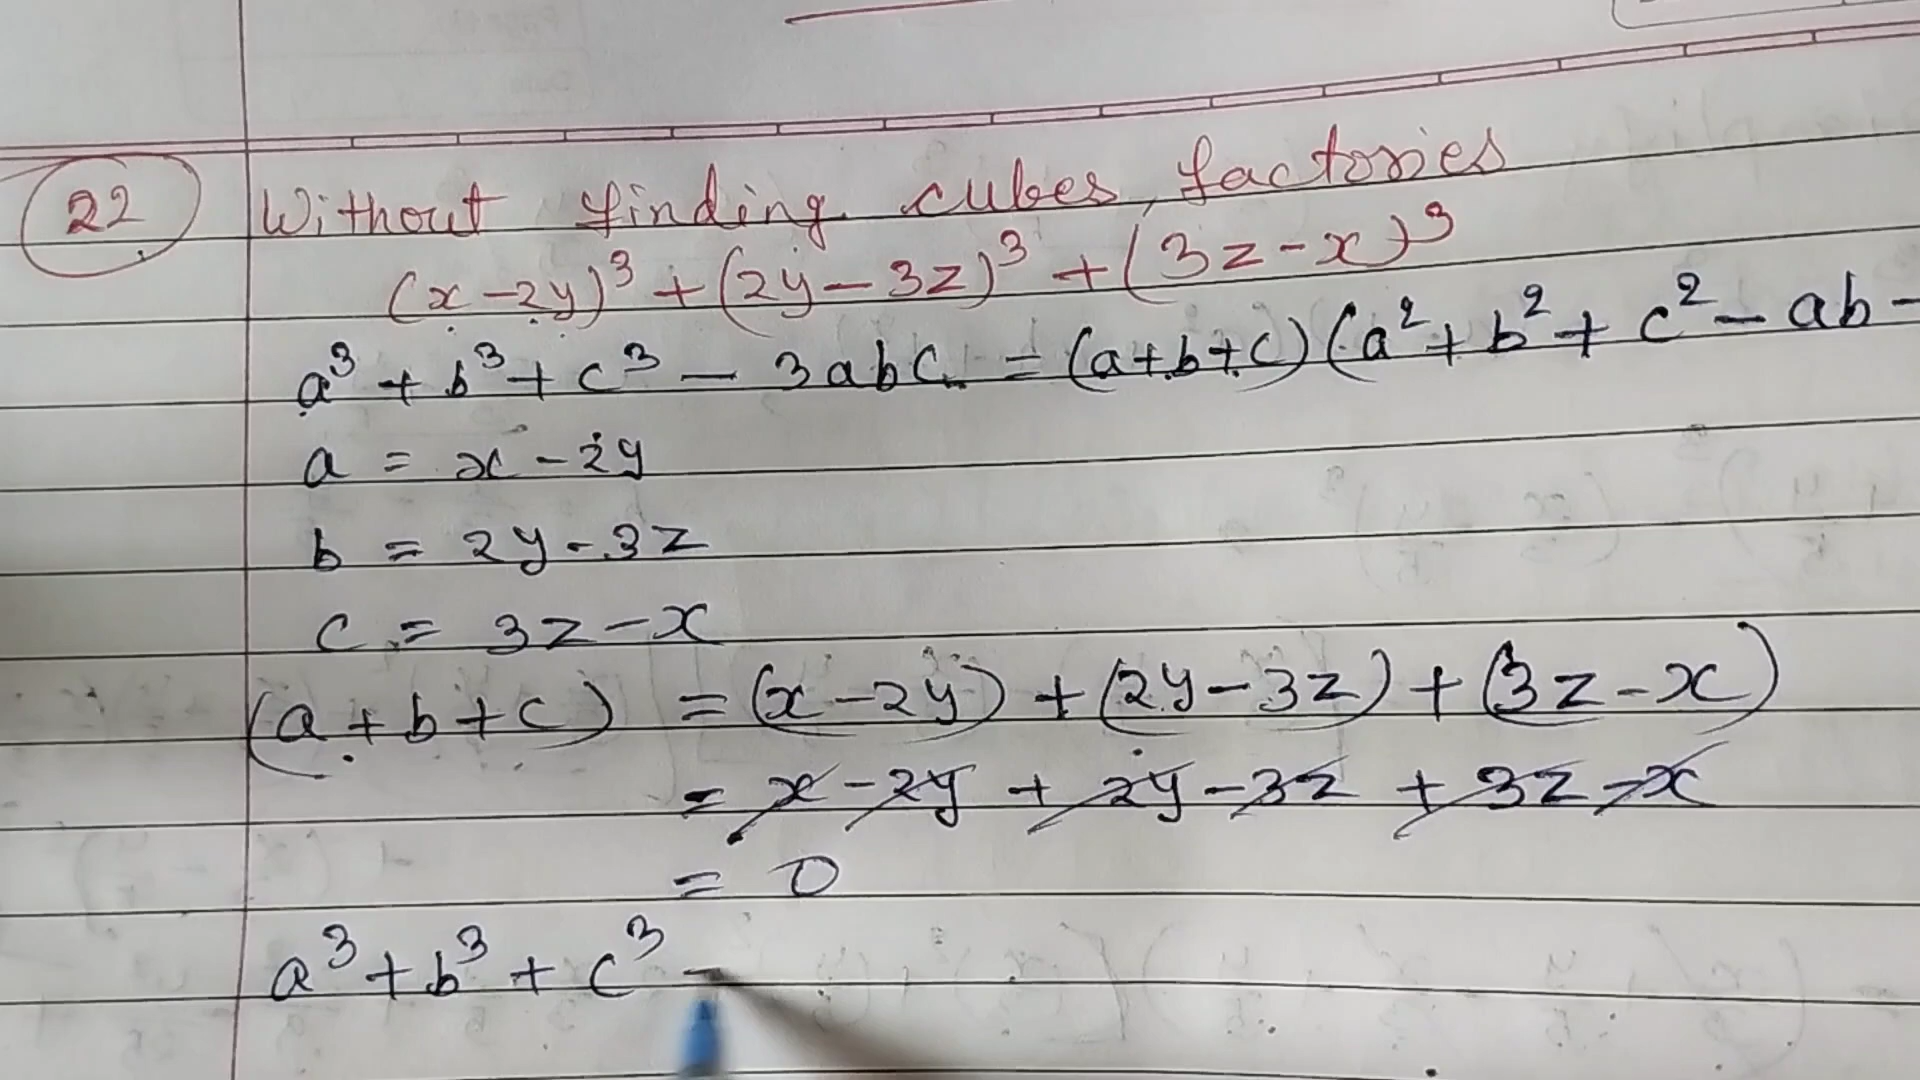 22 Without finding cubes, factories
(x-2y)³+(2y-3z)³+(3z-x)³
a³+b³+c³-3abc=(a+b+c)(a²+b²+c²-ab-
a = x-2y
b = 2y-3z
c = 3z-x
(a+b+c) =(x-2y)+(2y-3z)+(3z-x)
= x-2y+2y-3z+3z-x
= 0
a³+b³+c³-